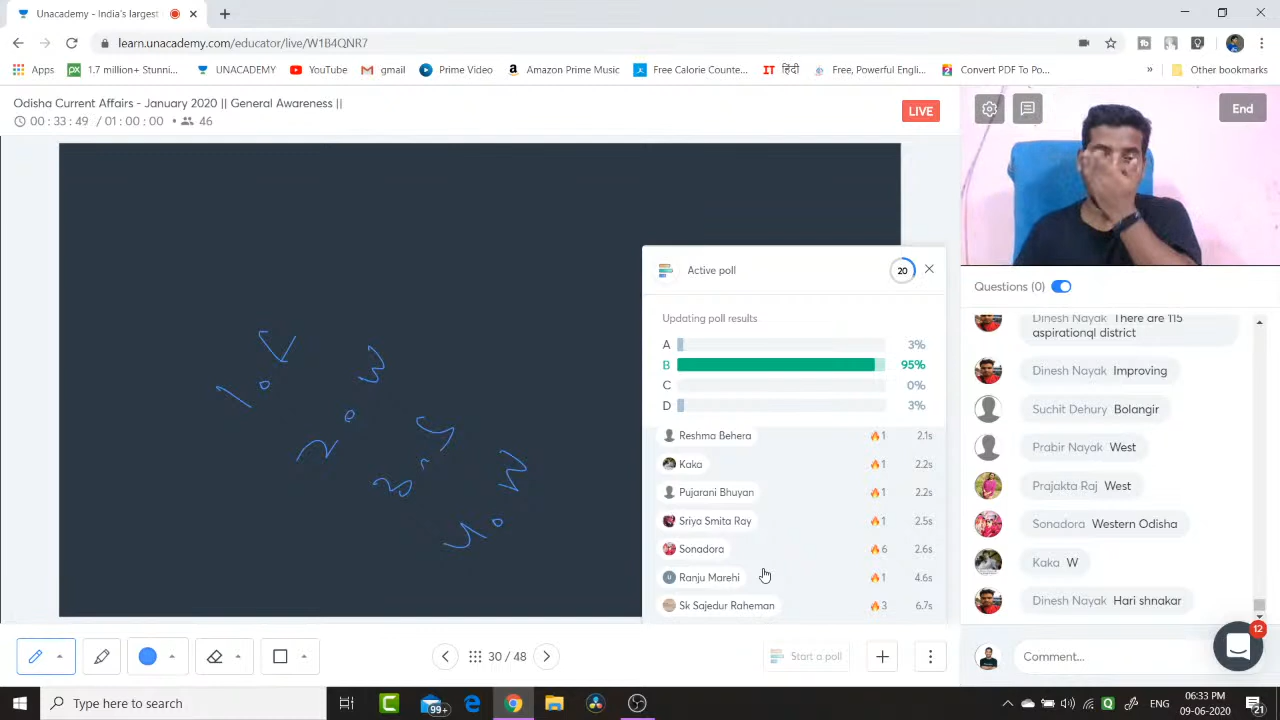 Unacademy - India's largest
learn.unacademy.com/educator/live/W1B4QNR7
Apps
1.7 million+ Stunni...
UNACADEMY
YouTube
gmail
Prime Video
Amazon Prime Music
Free Calorie Counte...
IT हिंदी
Free, Powerful Engli...
Convert PDF To Po...
»
Other bookmarks
Odisha Current Affairs - January 2020 || General Awareness ||
00 : 33 : 49 / 01 : 00 : 00 • 46
LIVE
End
Active poll
20
Updating poll results
A 3%
B 95%
C 0%
D 3%
Reshma Behera 1 2.1s
Kaka 1 2.2s
Pujarani Bhuyan 1 2.2s
Sriya Smita Ray 1 2.5s
Sonadora 6 2.6s
Ranju Marehi 1 4.6s
Sk Sajedur Raheman 3 6.7s
Questions (0)
Dinesh Nayak There are 115
aspirationql district
Dinesh Nayak Improving
Suchit Dehury Bolangir
Prabir Nayak West
Prajakta Raj West
Sonadora Western Odisha
Kaka W
Dinesh Nayak Hari shnakar
12
30 / 48
Start a poll
Comment...
Type here to search
99+
06:33 PM
09-06-2020
21